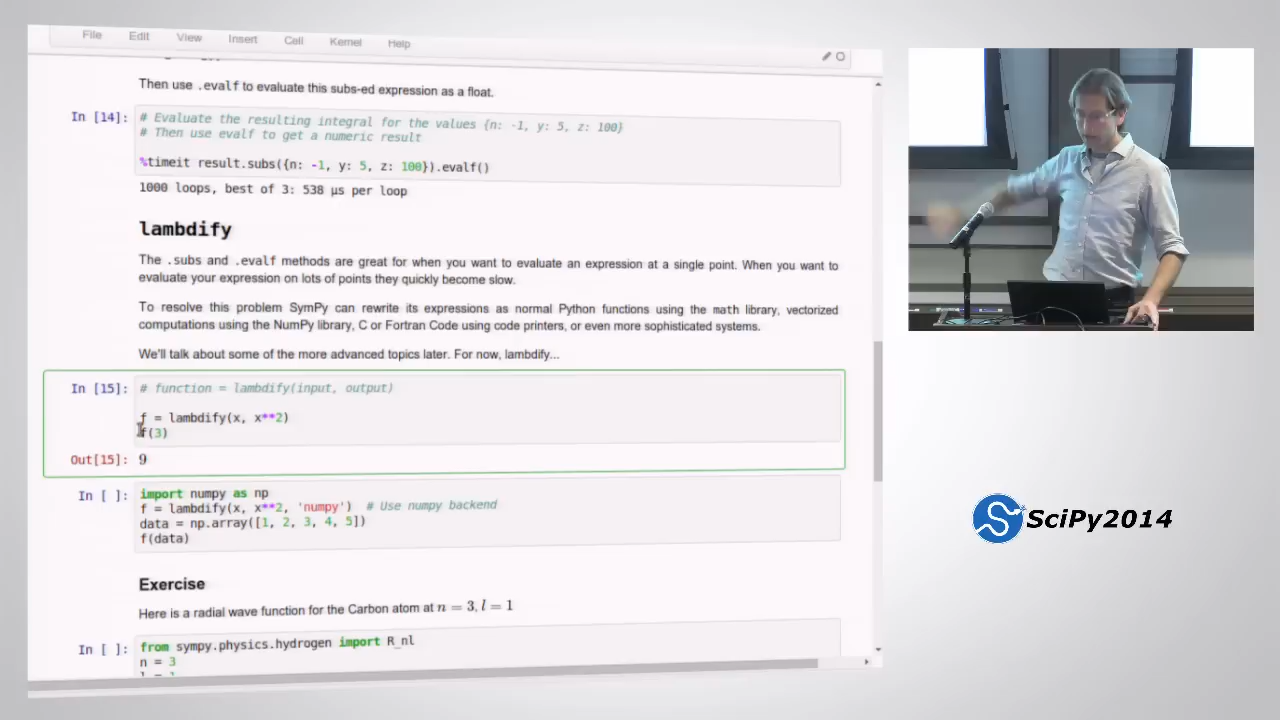 File Edit View Insert Cell Kernel Help
Then use .evalf to evaluate this subs-ed expression as a float.
In [14]: # Evaluate the resulting integral for the values {n: -1, y: 5, z: 100}
# Then use evalf to get a numeric result
%timeit result.subs({n: -1, y: 5, z: 100}).evalf()
1000 loops, best of 3: 538 µs per loop
lambdify
The .subs and .evalf methods are great for when you want to evaluate an expression at a single point. When you want to
evaluate your expression on lots of points they quickly become slow.
To resolve this problem SymPy can rewrite its expressions as normal Python functions using the math library, vectorized
computations using the NumPy library, C or Fortran Code using code printers, or even more sophisticated systems.
We'll talk about some of the more advanced topics later. For now, lambdify...
In [15]: # function = lambdify(input, output)
f = lambdify(x, x**2)
f(3)
Out[15]: 9
In [ ]: import numpy as np
f = lambdify(x, x**2, 'numpy') # Use numpy backend
data = np.array([1, 2, 3, 4, 5])
f(data)
Exercise
Here is a radial wave function for the Carbon atom at n = 3, l = 1
In [ ]: from sympy.physics.hydrogen import R_nl
n = 3
SciPy2014